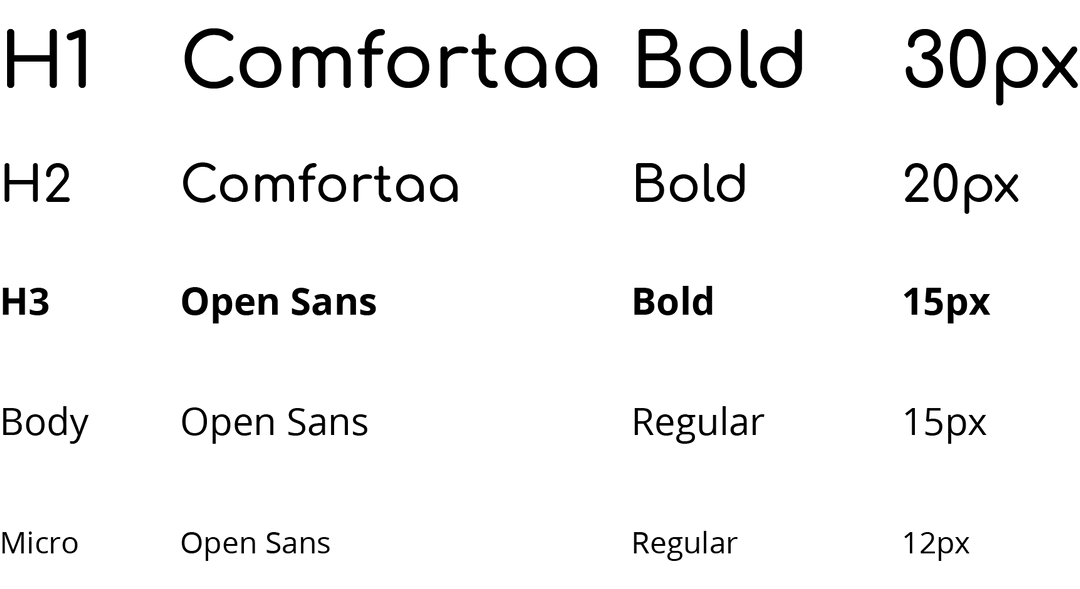 H1 Comfortaa Bold 30px
H2 Comfortaa Bold 20px
H3 Open Sans Bold 15px
Body Open Sans Regular 15px
Micro Open Sans Regular 12px